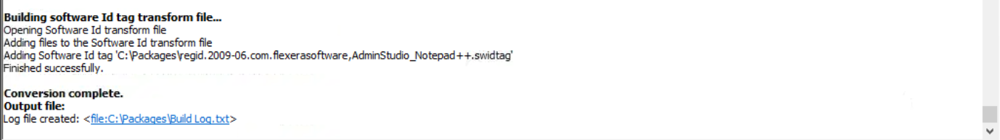 Building software Id tag transform file...
Opening Software Id transform file
Adding files to the Software Id transform file
Adding Software Id tag 'C:\Packages\regid.2009-06.com.flexerasoftware,AdminStudio_Notepad++.swidtag'
Finished successfully.
Conversion complete.
Output file:
Log file created: <file:C:\Packages\Build Log.txt>